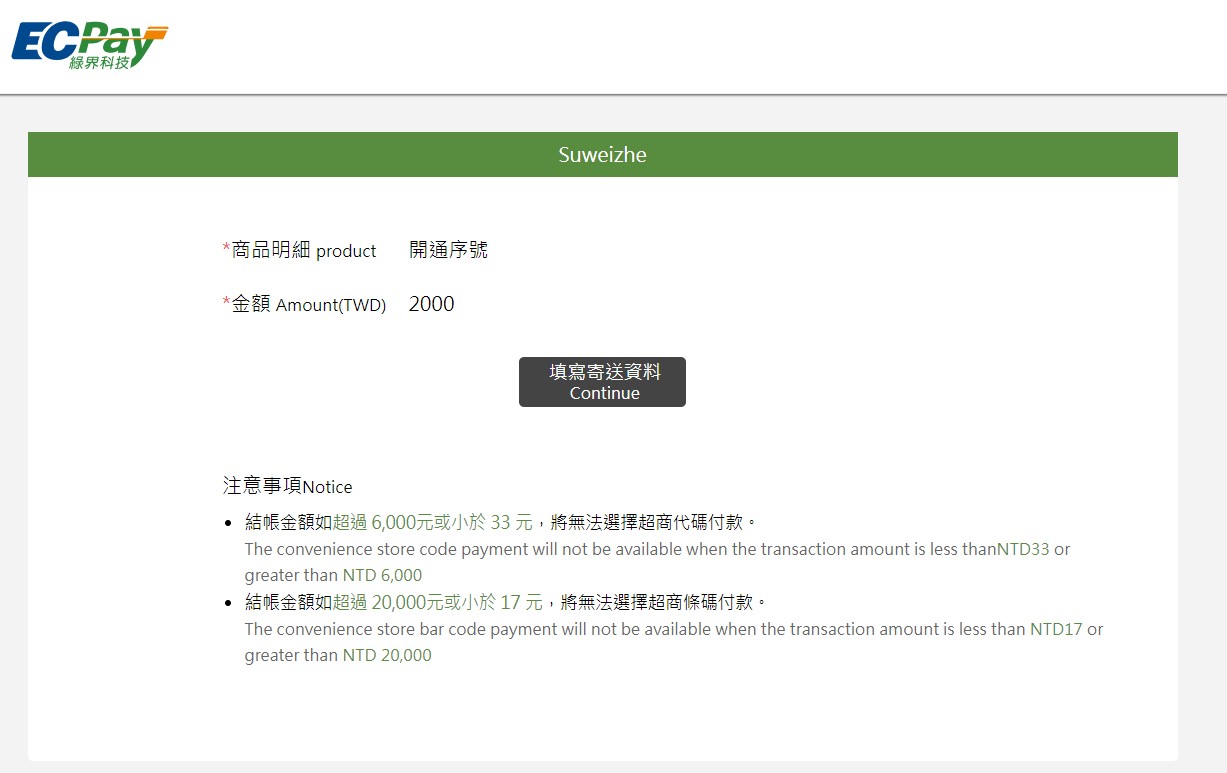 ECPay
綠界科技
Suweizhe
*商品明細 product 開通序號
*金額 Amount(TWD) 2000
填寫寄送資料
Continue
注意事項Notice
• 結帳金額如超過 6,000元或小於 33 元，將無法選擇超商代碼付款。
The convenience store code payment will not be available when the transaction amount is less thanNTD33 or
greater than NTD 6,000
• 結帳金額如超過 20,000元或小於 17 元，將無法選擇超商條碼付款。
The convenience store bar code payment will not be available when the transaction amount is less than NTD17 or
greater than NTD 20,000